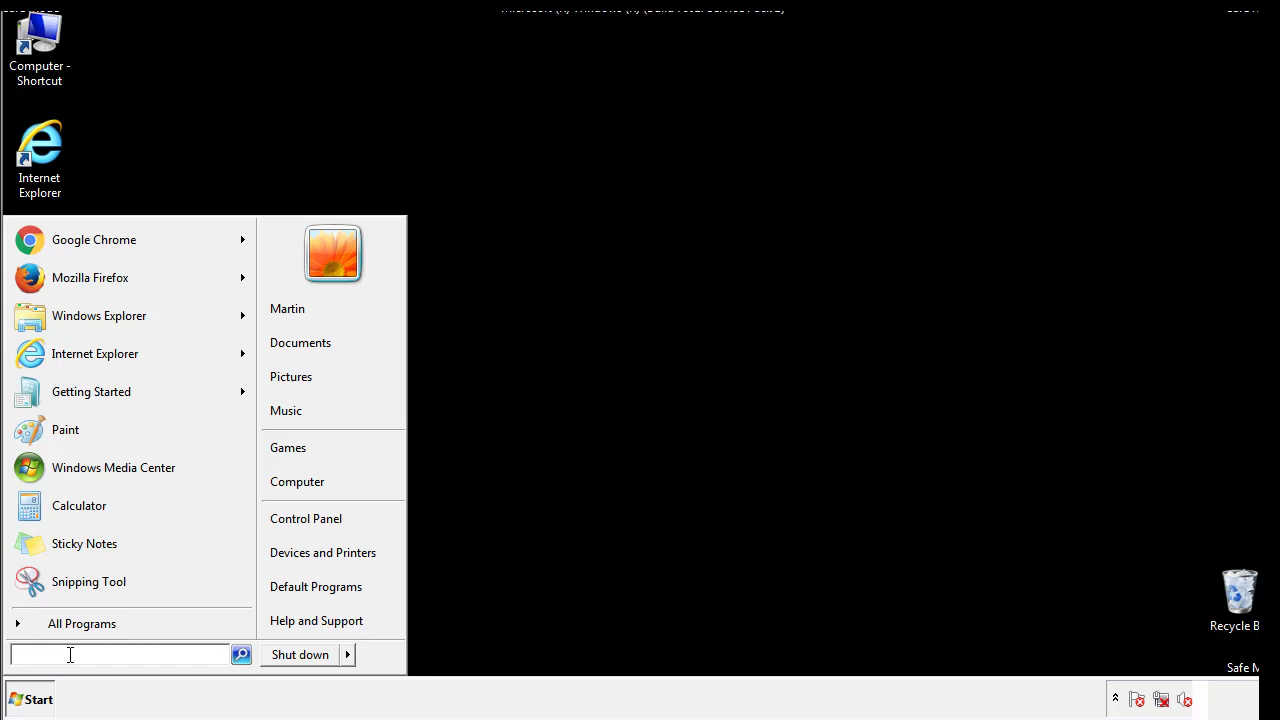 Computer -
Shortcut
Internet
Explorer
Google Chrome
Mozilla Firefox
Windows Explorer
Internet Explorer
Getting Started
Paint
Windows Media Center
Calculator
Sticky Notes
Snipping Tool
All Programs
Martin
Documents
Pictures
Music
Games
Computer
Control Panel
Devices and Printers
Default Programs
Help and Support
Shut down
Recycle B
Safe M
Start